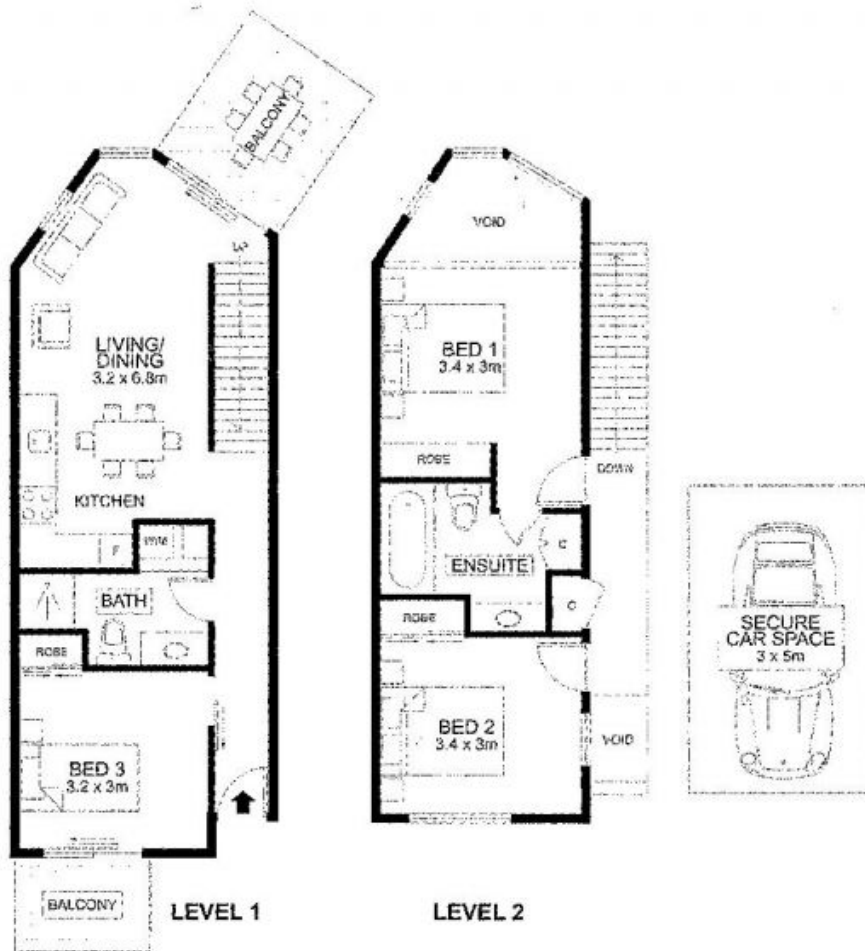 BALCONY
LIVING/
DINING
3.2 x 6.8m
KITCHEN
F
BATH
ROBE
BED 3
3.2 x 3m
BALCONY
LEVEL 1
VOID
BED 1
3.4 x 3m
ROBE
DOWN
ENSUITE
C
C
ROBE
BED 2
3.4 x 3m
VOID
LEVEL 2
SECURE
CAR SPACE
3 x 5m